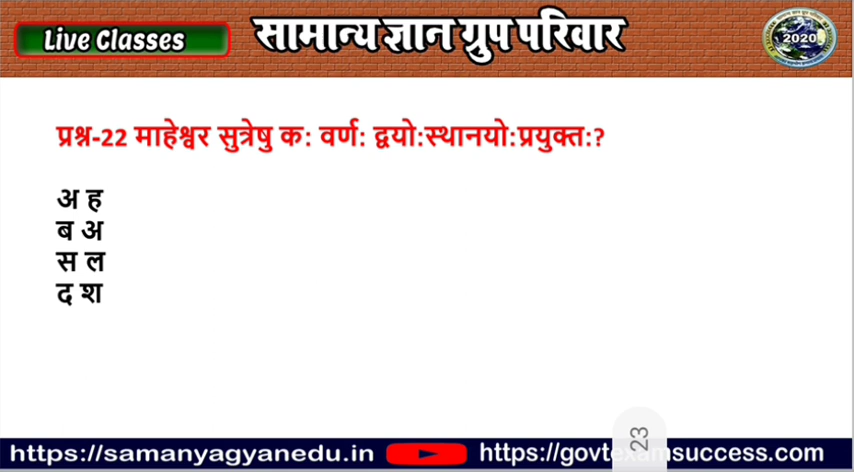 Live Classes
सामान्य ज्ञान ग्रुप परिवार
2020
प्रश्न-22 माहेश्वर सुत्रेषु क: वर्ण: द्वयो:स्थानयो:प्रयुक्त:?
अ ह
ब अ
स ल
द श
23
https://samanyagyanedu.in
https://govtexamsuccess.com